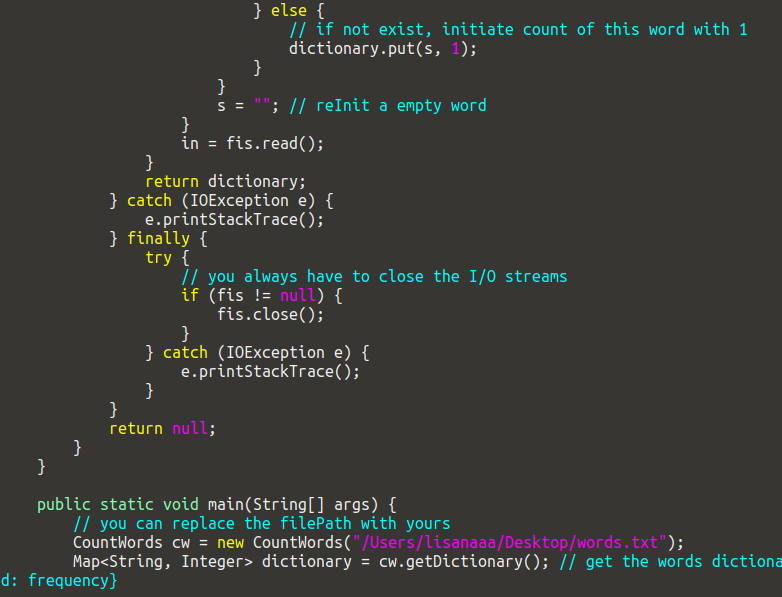 } else {
// if not exist, initiate count of this word with 1
dictionary.put(s, 1);
}
}
s = ""; // reInit a empty word
}
in = fis.read();
}
return dictionary;
} catch (IOException e) {
e.printStackTrace();
} finally {
try {
// you always have to close the I/O streams
if (fis != null) {
fis.close();
}
} catch (IOException e) {
e.printStackTrace();
}
}
return null;
}
}
public static void main(String[] args) {
// you can replace the filePath with yours
CountWords cw = new CountWords("/Users/lisanaaa/Desktop/words.txt");
Map<String, Integer> dictionary = cw.getDictionary(); // get the words dictiona
d: frequency}